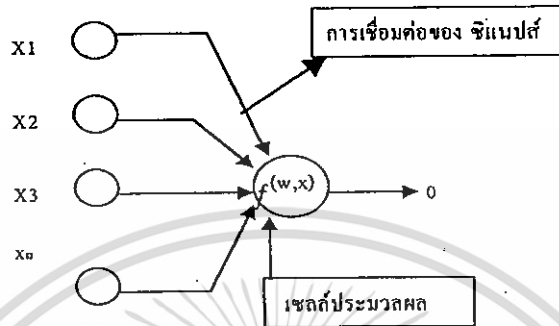 X1
การเชื่อมต่อของ ซิแนปส์
X2
X3
f(w,x)
0
Xn
เซลล์ประมวลผล